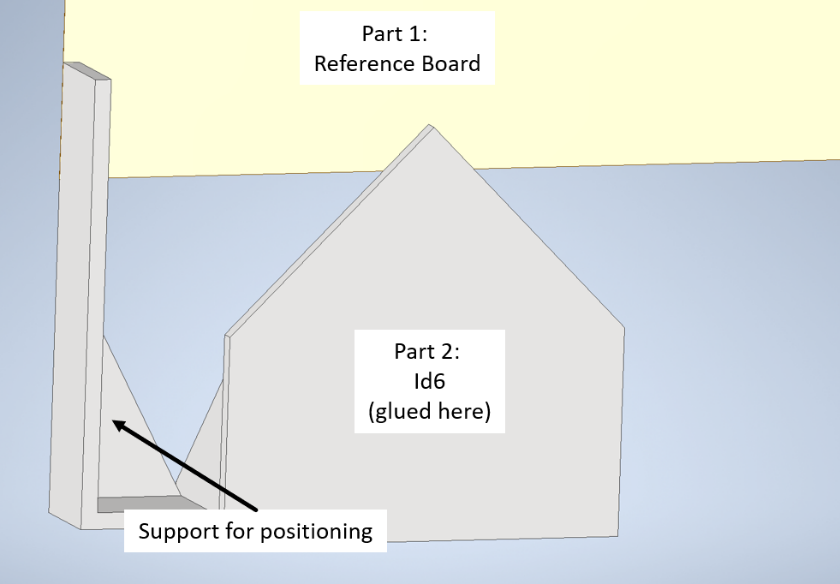 Part 1:
Reference Board
Part 2:
Id6
(glued here)
Support for positioning